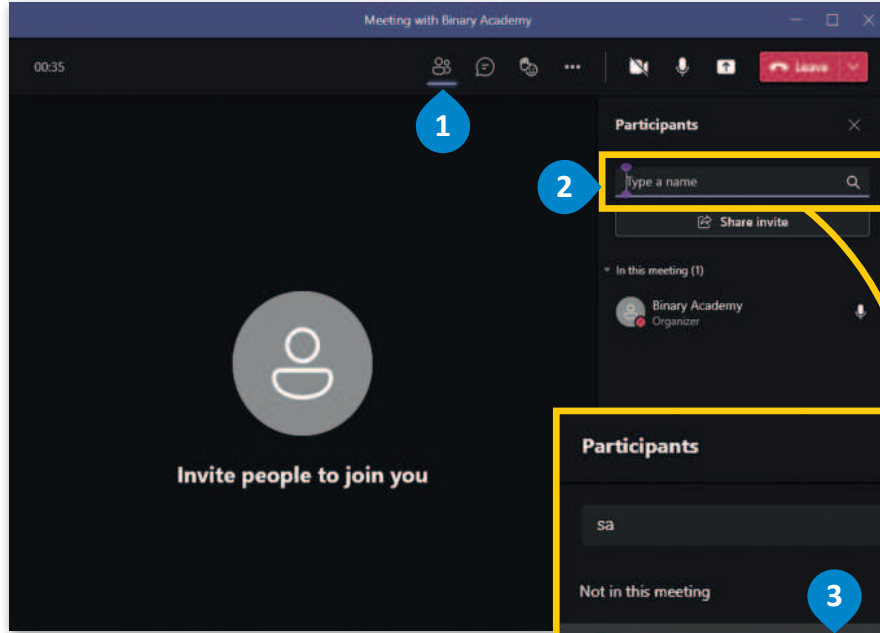 Meeting with Binary Academy
00:35
Leave
1
Participants
2
Type a name
Share invite
In this meeting (1)
Binary Academy
Organizer
Invite people to join you
Participants
sa
Not in this meeting
3